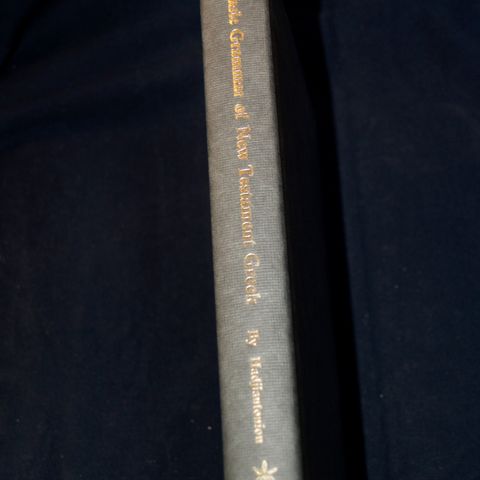 Grammar of New Testament Greek
By Hadjiantoniou